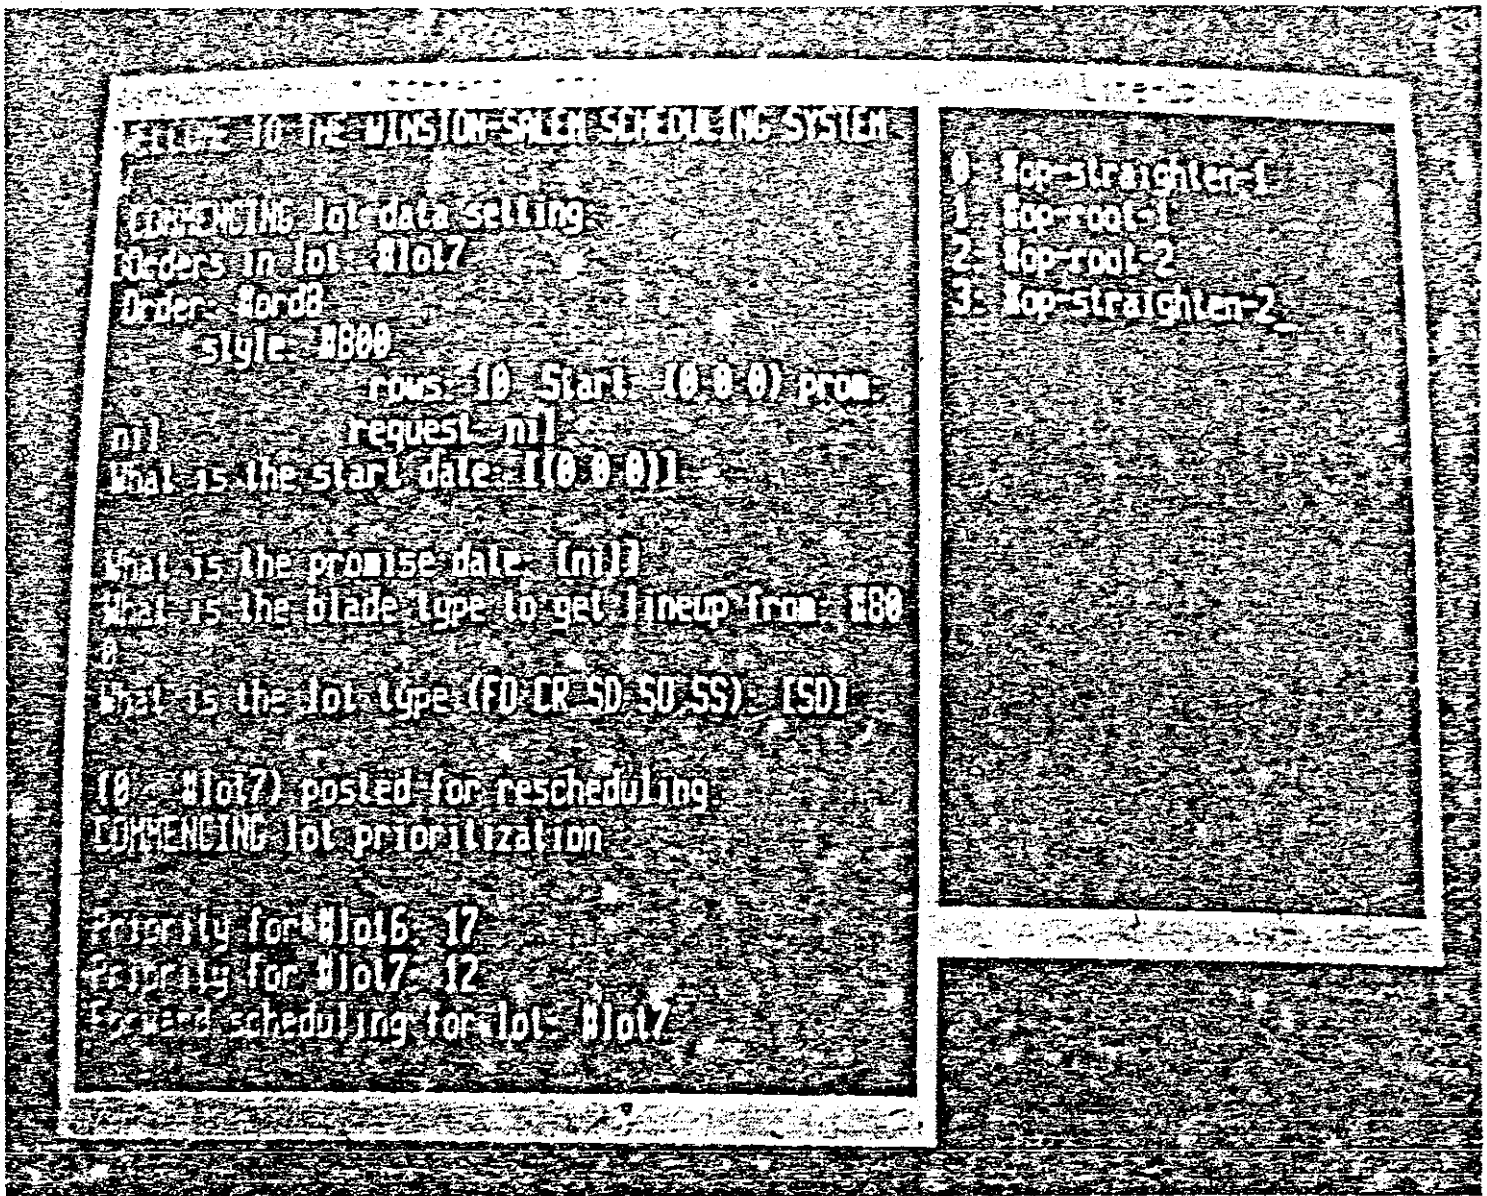 WELCOME TO THE WINSTON-SALEM SCHEDULING SYSTEM
COMMENCING lot data setting.
Orders in lot: %lot7
Order: %ord8
style: %B00
rows: 10 Start: (0 0 0) prom:
nil request: nil
What is the start date: [(0 0 0)]
What is the promise date: [nil]
What is the blade type to get lineup from: %B0
0
What is the lot type (FO CR SD SO SS): [SD]
(0 - %lot7) posted for rescheduling
COMMENCING lot prioritization
Priority for %lot6: 17
Priority for %lot7: 12
Forward scheduling for lot: %lot7
0: %op-straighten-1
1: %op-root-1
2: %op-root-2
3: %op-straighten-2_